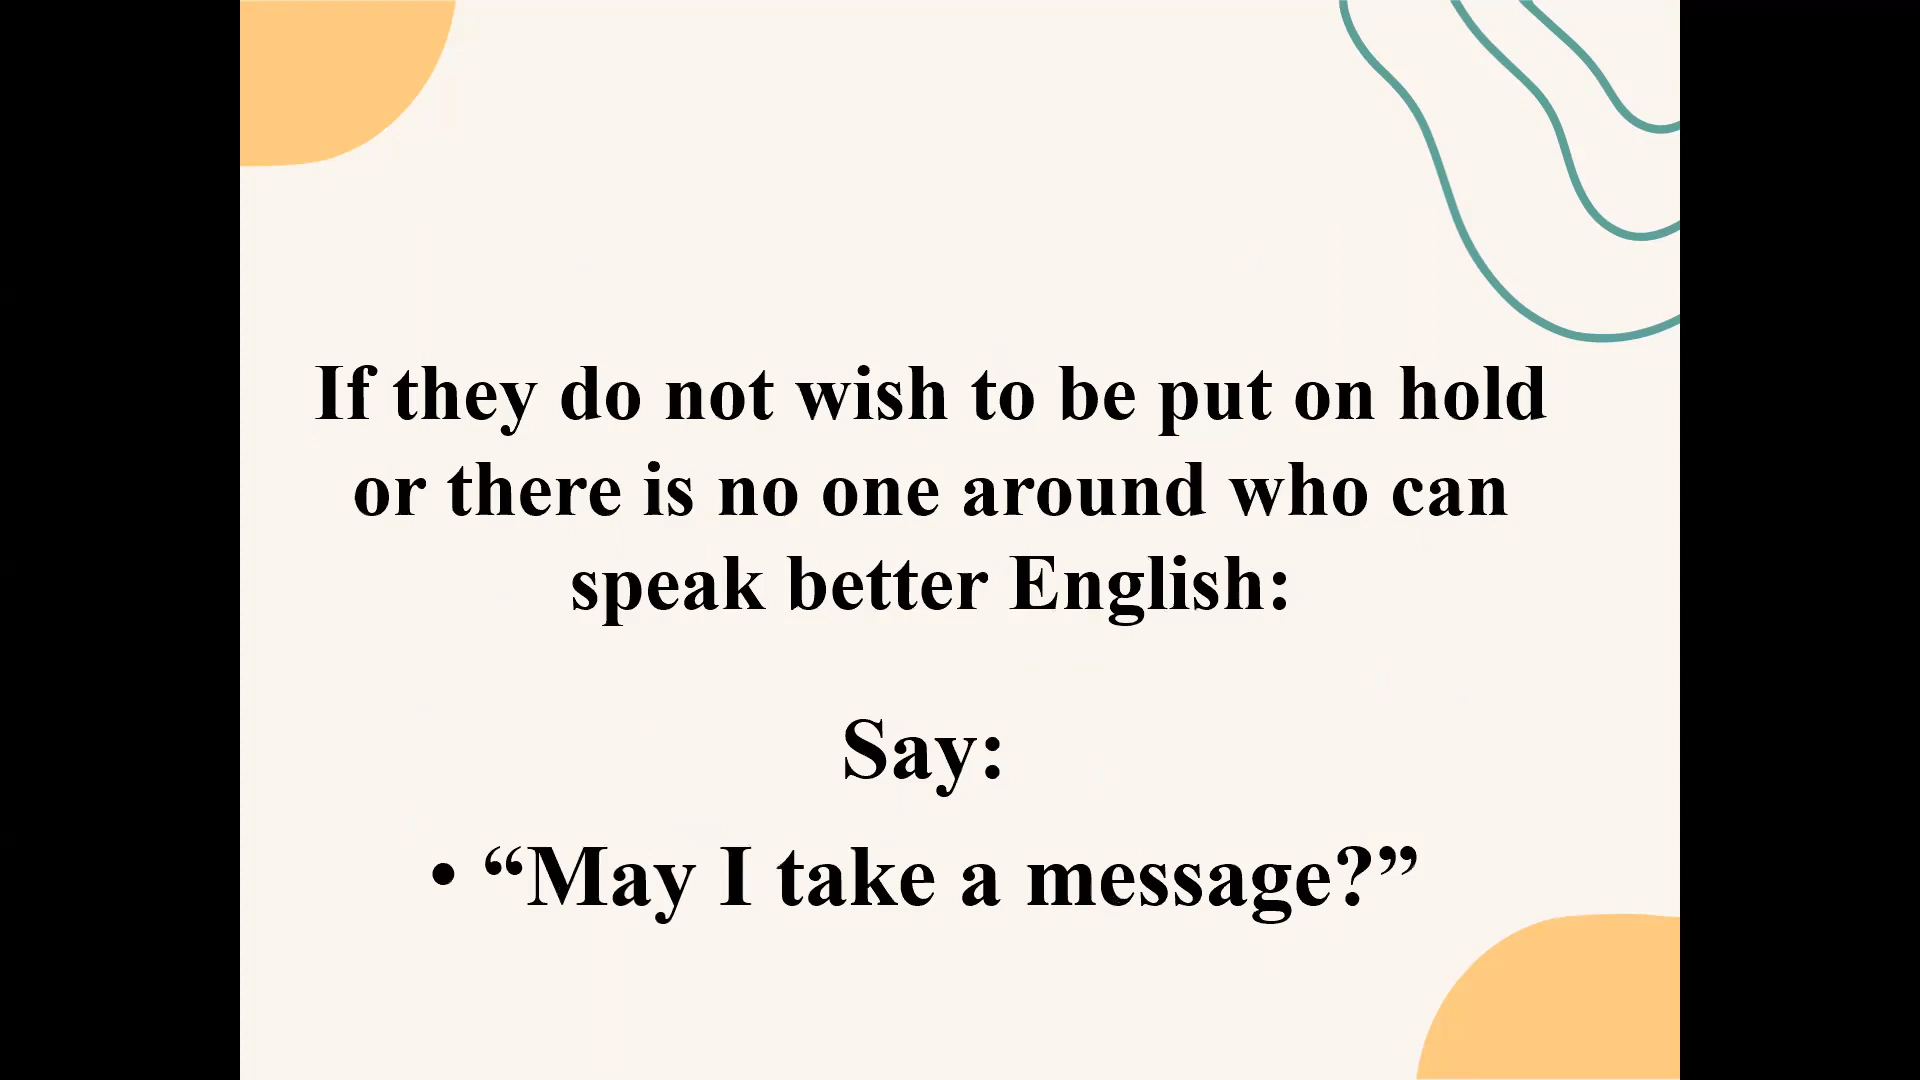 If they do not wish to be put on hold
or there is no one around who can
speak better English:
Say:
• “May I take a message?”